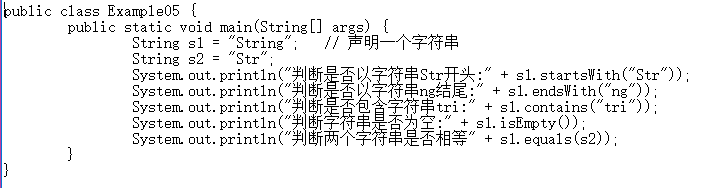 public class Example05 {
public static void main(String[] args) {
String s1 = "String";   // 声明一个字符串
String s2 = "Str";
System.out.println("判断是否以字符串Str开头:" + s1.startsWith("Str"));
System.out.println("判断是否以字符串ng结尾:" + s1.endsWith("ng"));
System.out.println("判断是否包含字符串tri:" + s1.contains("tri"));
System.out.println("判断字符串是否为空:" + s1.isEmpty());
System.out.println("判断两个字符串是否相等" + s1.equals(s2));
}
}